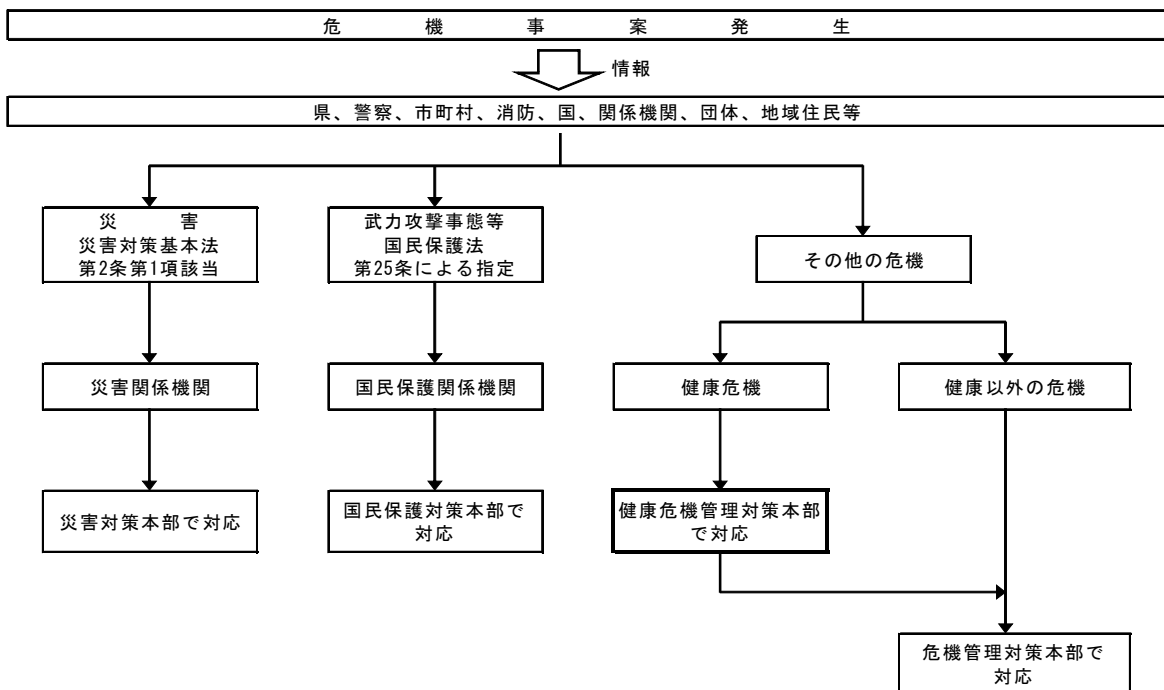 危機事案発生
情報
県、警察、市町村、消防、国、関係機関、団体、地域住民等
災害
災害対策基本法
第2条第1項該当
武力攻撃事態等
国民保護法
第25条による指定
その他の危機
災害関係機関
国民保護関係機関
健康危機
健康以外の危機
災害対策本部で対応
国民保護対策本部で
対応
健康危機管理対策本部
で対応
危機管理対策本部で
対応